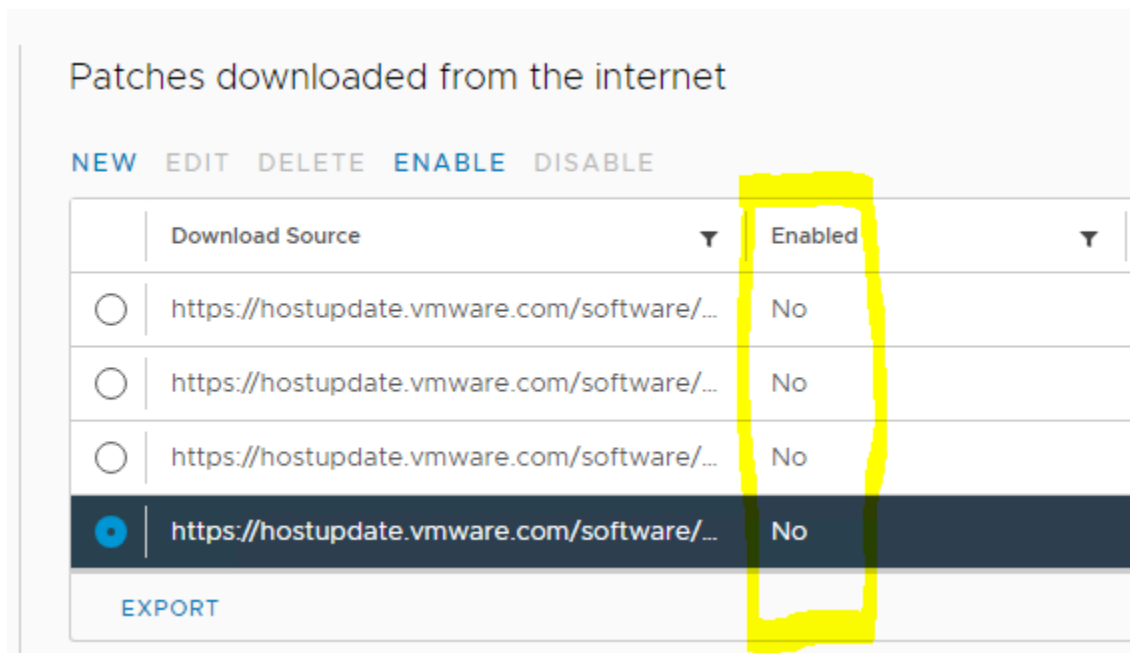 Patches downloaded from the internet
NEW EDIT DELETE ENABLE DISABLE
Download Source Enabled
https://hostupdate.vmware.com/software/... No
https://hostupdate.vmware.com/software/... No
https://hostupdate.vmware.com/software/... No
https://hostupdate.vmware.com/software/... No
EXPORT